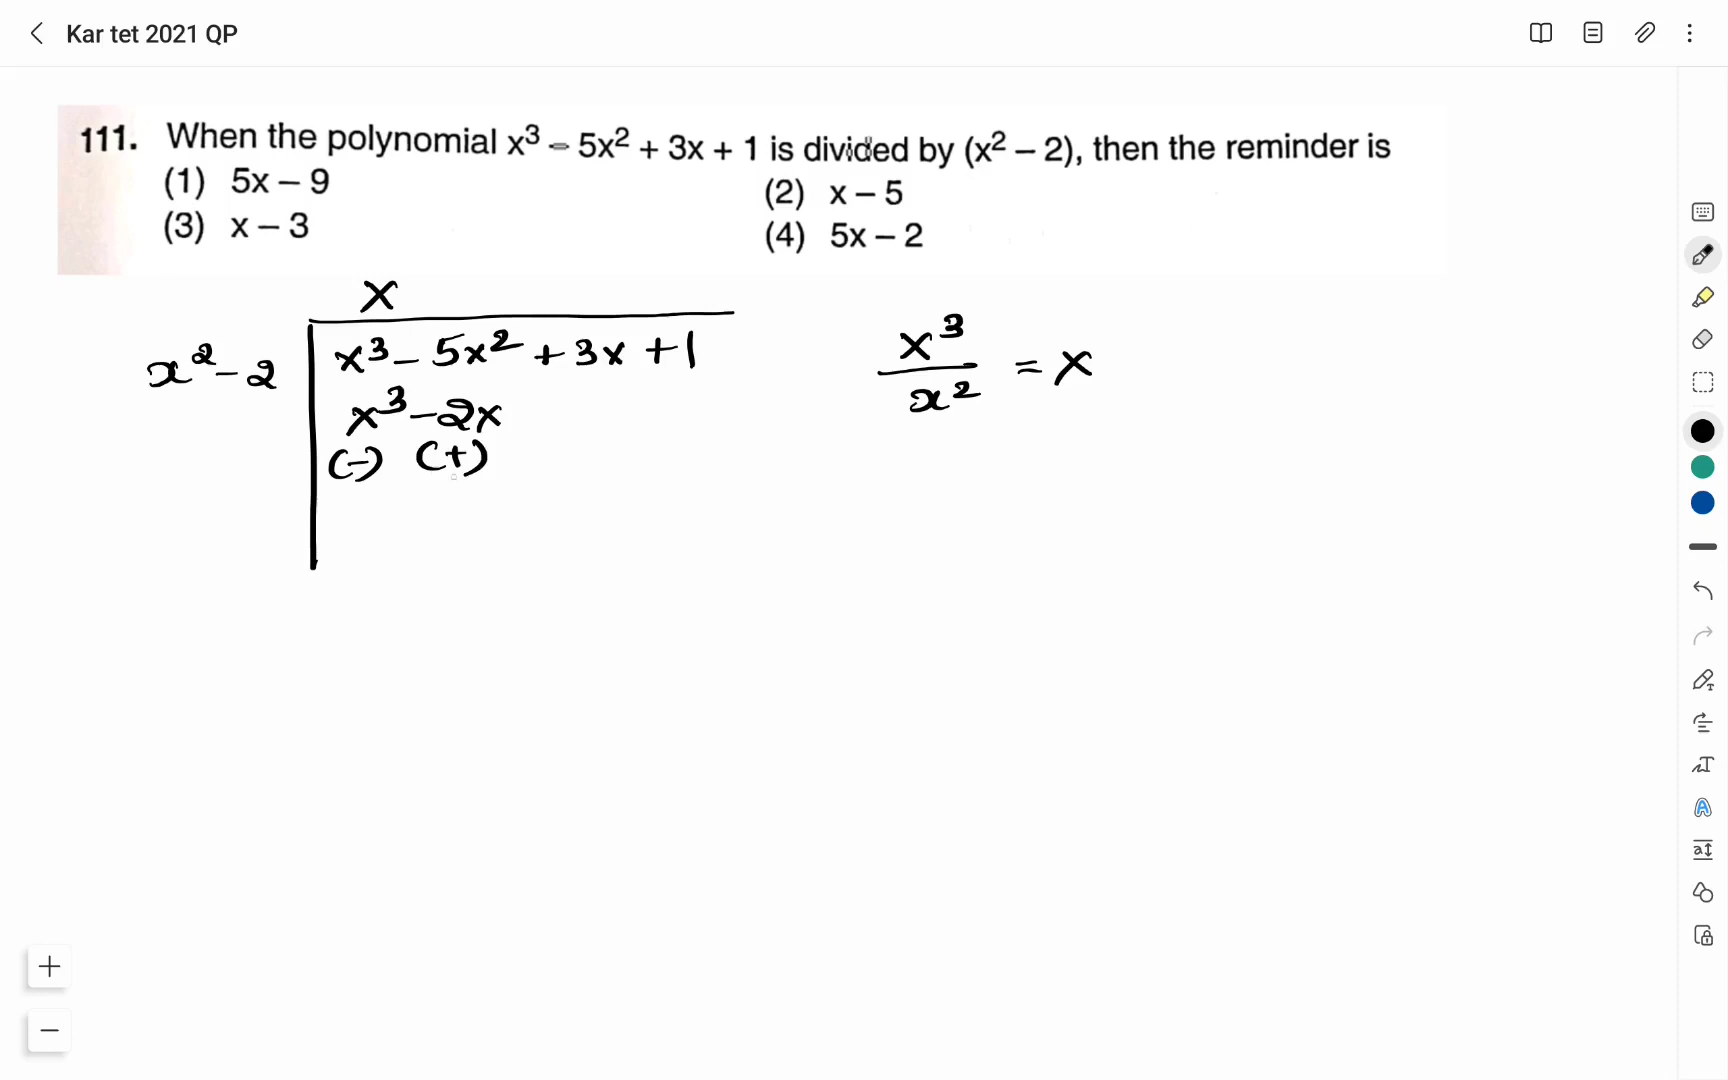 Kar tet 2021 QP
111. When the polynomial x³ – 5x² + 3x + 1 is divided by (x² – 2), then the reminder is
(1) 5x – 9 (2) x – 5
(3) x – 3 (4) 5x – 2
x
x² - 2 x³ - 5x² + 3x + 1
x³ - 2x
(-) (+)
x³
x² = x